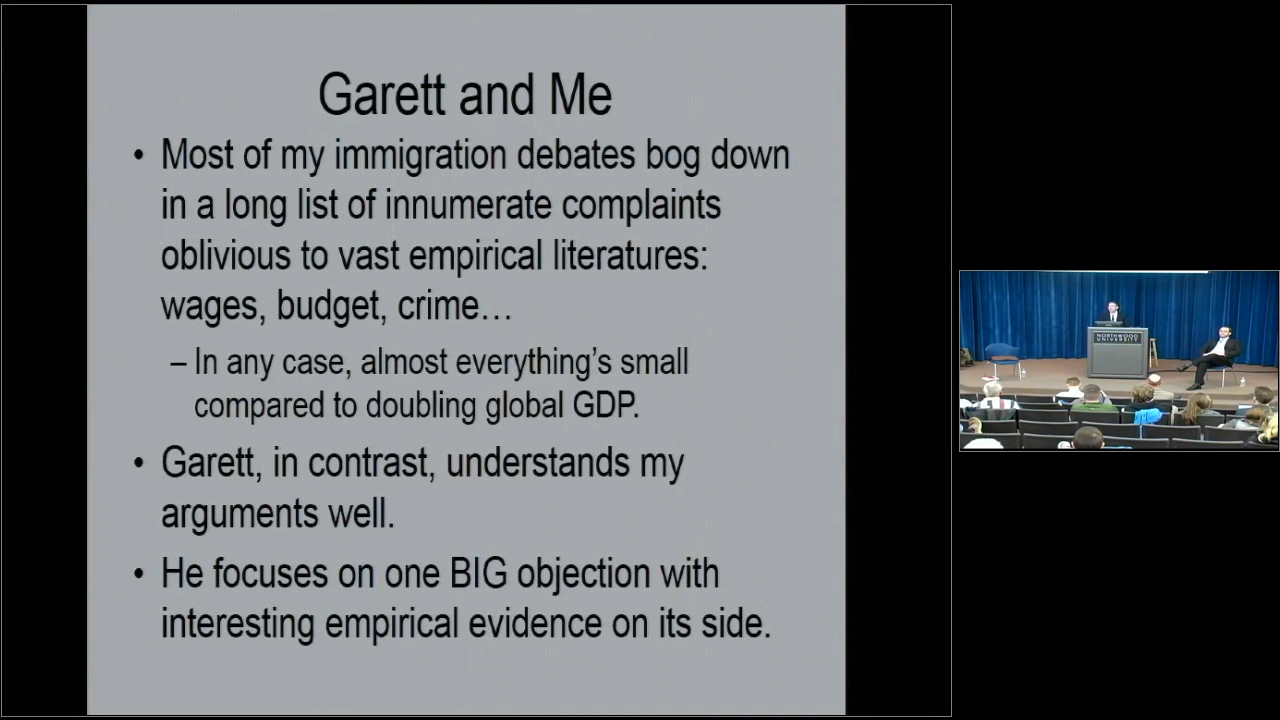 Garett and Me
• Most of my immigration debates bog down
in a long list of innumerate complaints
oblivious to vast empirical literatures:
wages, budget, crime…
– In any case, almost everything’s small
compared to doubling global GDP.
• Garett, in contrast, understands my
arguments well.
• He focuses on one BIG objection with
interesting empirical evidence on its side.
NORTHWOOD
UNIVERSITY